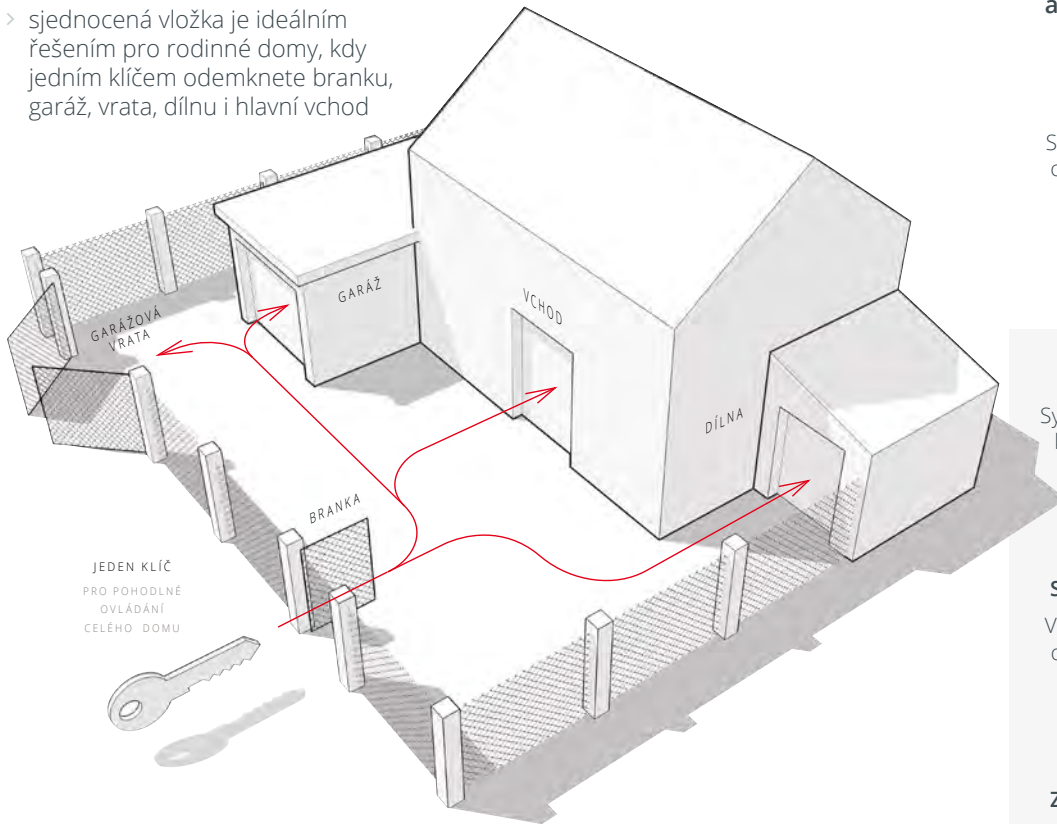 sjednocená vložka je ideálním
řešením pro rodinné domy, kdy
jedním klíčem odemknete branku,
garáž, vrata, dílnu i hlavní vchod
GARÁŽ
VCHOD
GARÁŽOVÁ
VRATA
DÍLNA
BRANKA
JEDEN KLÍČ
PRO POHODLNÉ
OVLÁDÁNÍ
CELÉHO DOMU